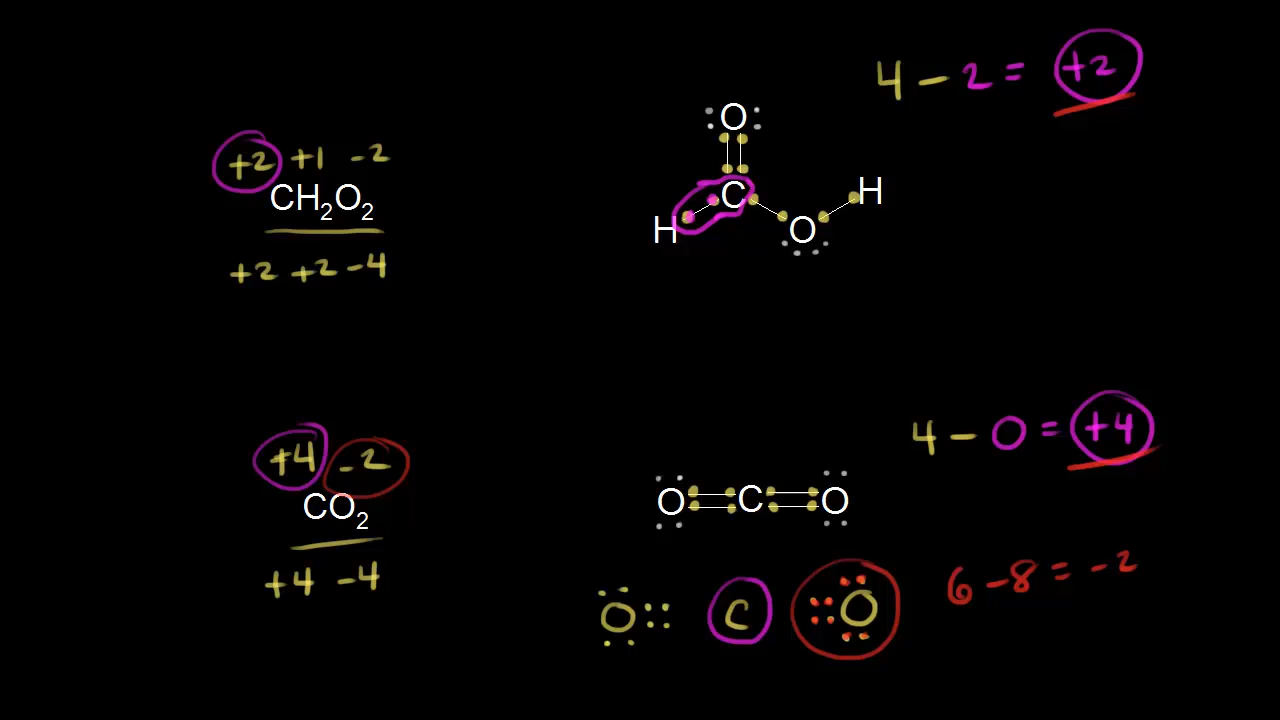 4 - 2 = +2
+2 +1 -2
CH₂O₂
+2 +2 -4
O
C
H
O
H
4 - 0 = +4
+4 -2
CO₂
+4 -4
O C O
O C O
6 - 8 = -2